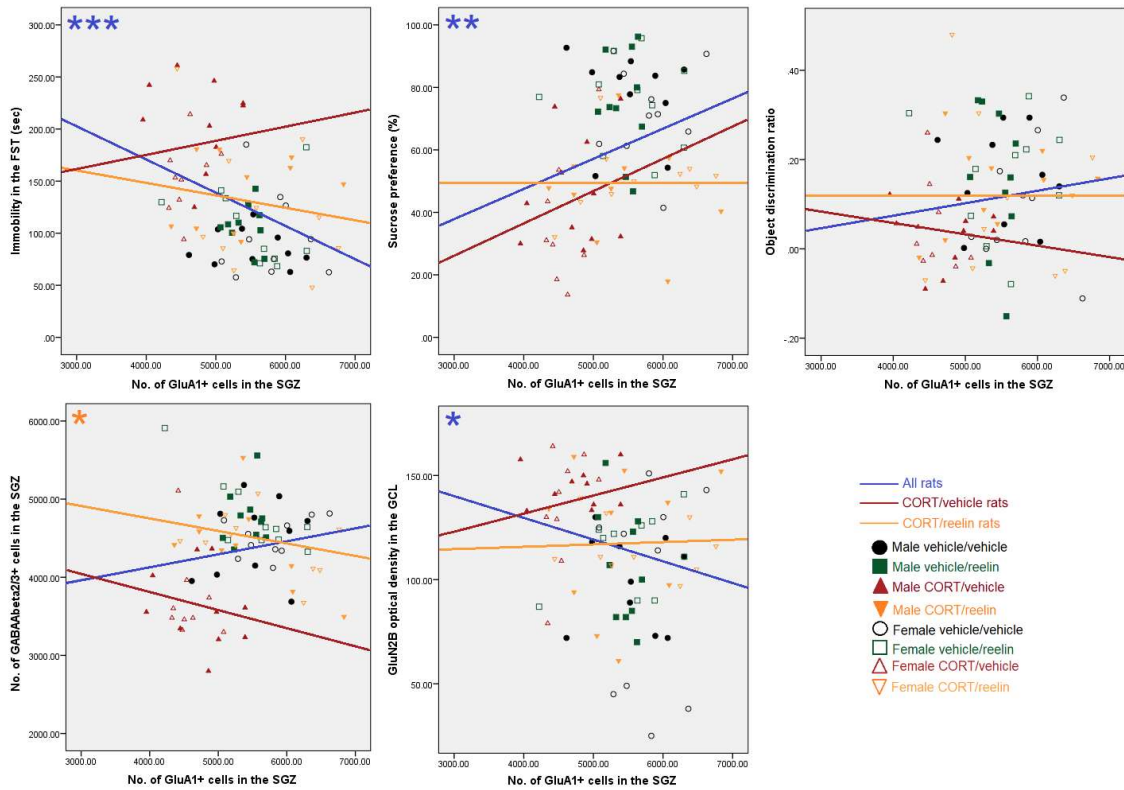 ***
300.00
250.00
200.00
150.00
100.00
50.00
.00
Immobility in the FST (sec)
3000.00 4000.00 5000.00 6000.00 7000.00
No. of GluA1+ cells in the SGZ
**
100.00
80.00
60.00
40.00
20.00
.00
Sucrose preference (%)
3000.00 4000.00 5000.00 6000.00 7000.00
No. of GluA1+ cells in the SGZ
.40
.20
.00
-.20
Object discrimination ratio
3000.00 4000.00 5000.00 6000.00 7000.00
No. of GluA1+ cells in the SGZ
*
6000.00
5000.00
4000.00
3000.00
2000.00
No. of GABAAbeta2/3+ cells in the SGZ
3000.00 4000.00 5000.00 6000.00 7000.00
No. of GluA1+ cells in the SGZ
*
150.00
100.00
50.00
GluN2B optical density in the GCL
3000.00 4000.00 5000.00 6000.00 7000.00
No. of GluA1+ cells in the SGZ
All rats
CORT/vehicle rats
CORT/reelin rats
Male vehicle/vehicle
Male vehicle/reelin
Male CORT/vehicle
Male CORT/reelin
Female vehicle/vehicle
Female vehicle/reelin
Female CORT/vehicle
Female CORT/reelin